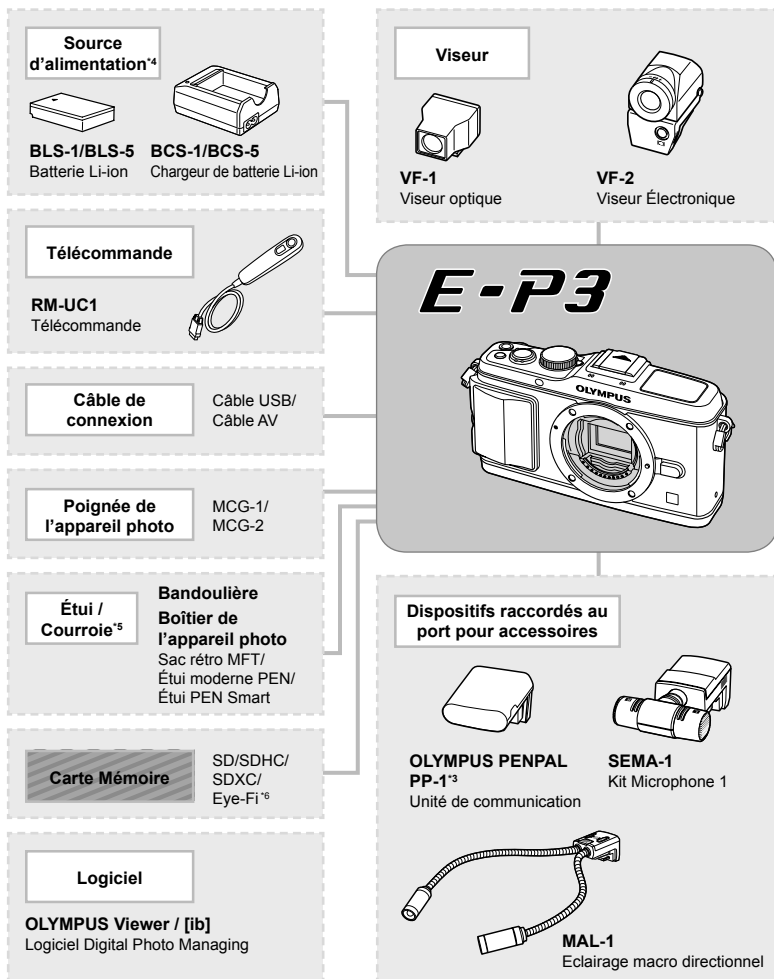 Source
d’alimentation*4
BLS-1/BLS-5
Batterie Li-ion
BCS-1/BCS-5
Chargeur de batterie Li-ion
Viseur
VF-1
Viseur optique
VF-2
Viseur Électronique
Télécommande
RM-UC1
Télécommande
E-P3
OLYMPUS
Câble de
connexion
Câble USB/
Câble AV
Poignée de
l’appareil photo
MCG-1/
MCG-2
Étui /
Courroie*5
Bandoulière
Boîtier de
l’appareil photo
Sac rétro MFT/
Étui moderne PEN/
Étui PEN Smart
Dispositifs raccordés au
port pour accessoires
OLYMPUS PENPAL
PP-1*3
Unité de communication
SEMA-1
Kit Microphone 1
MAL-1
Eclairage macro directionnel
Carte Mémoire
SD/SDHC/
SDXC/
Eye-Fi*6
Logiciel
OLYMPUS Viewer / [ib]
Logiciel Digital Photo Managing